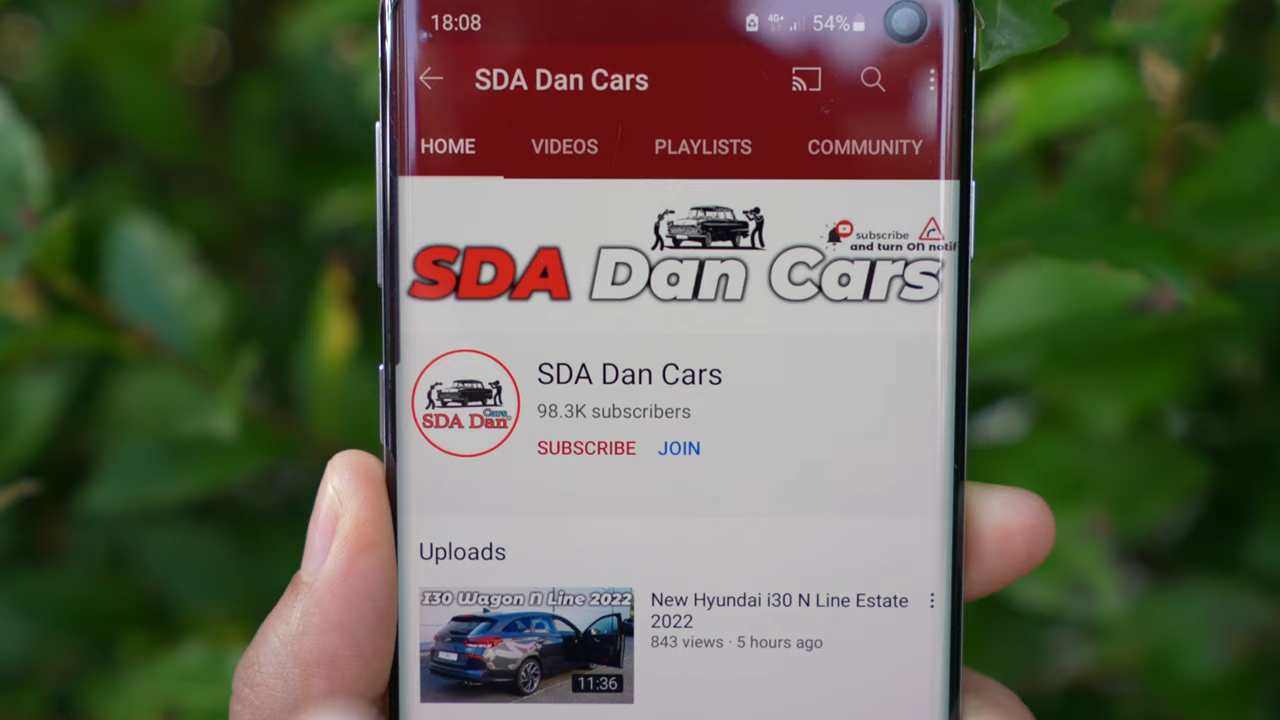 18:08 4G+ 54%
SDA Dan Cars
HOME VIDEOS PLAYLISTS COMMUNITY
subscribe
and turn on notif
SDA Dan Cars
SDA Dan Cars
98.3K subscribers
SUBSCRIBE JOIN
Cars
SDA Dan
Uploads
I30 Wagon N Line 2022
11:36
New Hyundai i30 N Line Estate
2022
843 views · 5 hours ago